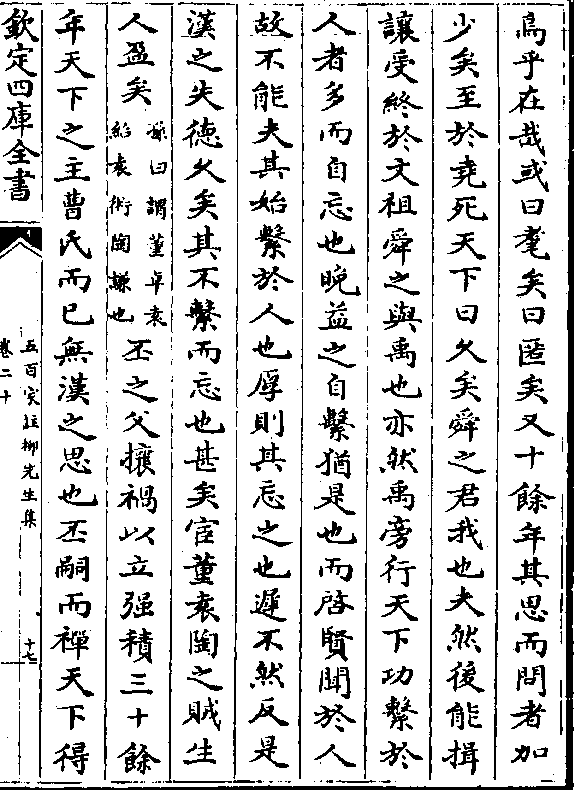 焉乎在哉或曰耄矣曰匿矣又十餘年其思而問者加
少矣至於堯死天下曰久矣舜之君我也夫然後能揖
讓受終於文祖舜之與禹也亦然禹旁行天下功繫於
人者多而自忘也晚益之自繫猶是也而啓賢聞於人
故不能夫其始繫於人也厚則其忘之也遲不然反是
漢之失德久矣其不繫而忘也甚矣宦董袁陶之賊生
人盈矣孫曰謂董卓袁
紹袁術陶謙也丕之父攘禍以立强積三十餘
年天下之主曹氏而已無漢之思也丕嗣而禪天下得
欽定四庫全書
五百家註柳先生集
卷二十
十七